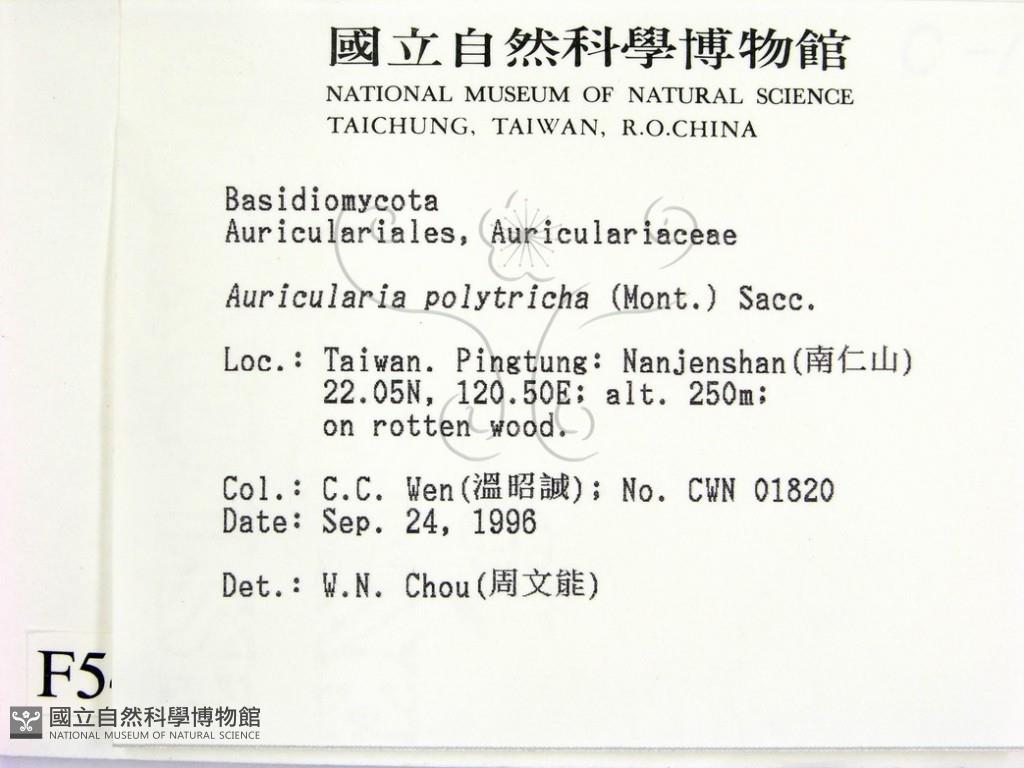 國立自然科學博物館
NATIONAL MUSEUM OF NATURAL SCIENCE
TAICHUNG, TAIWAN, R.O.CHINA
Basidiomycota
Auriculariales, Auriculariaceae
Auricularia polytricha (Mont.) Sacc.
Loc.: Taiwan. Pingtung: Nanjenshan(南仁山)
22.05N, 120.50E; alt. 250m;
on rotten wood.
Col.: C.C. Wen(溫昭誠); No. CWN 01820
Date: Sep. 24, 1996
Det.: W.N. Chou(周文能)
F5
國立自然科學博物館
NATIONAL MUSEUM OF NATURAL SCIENCE